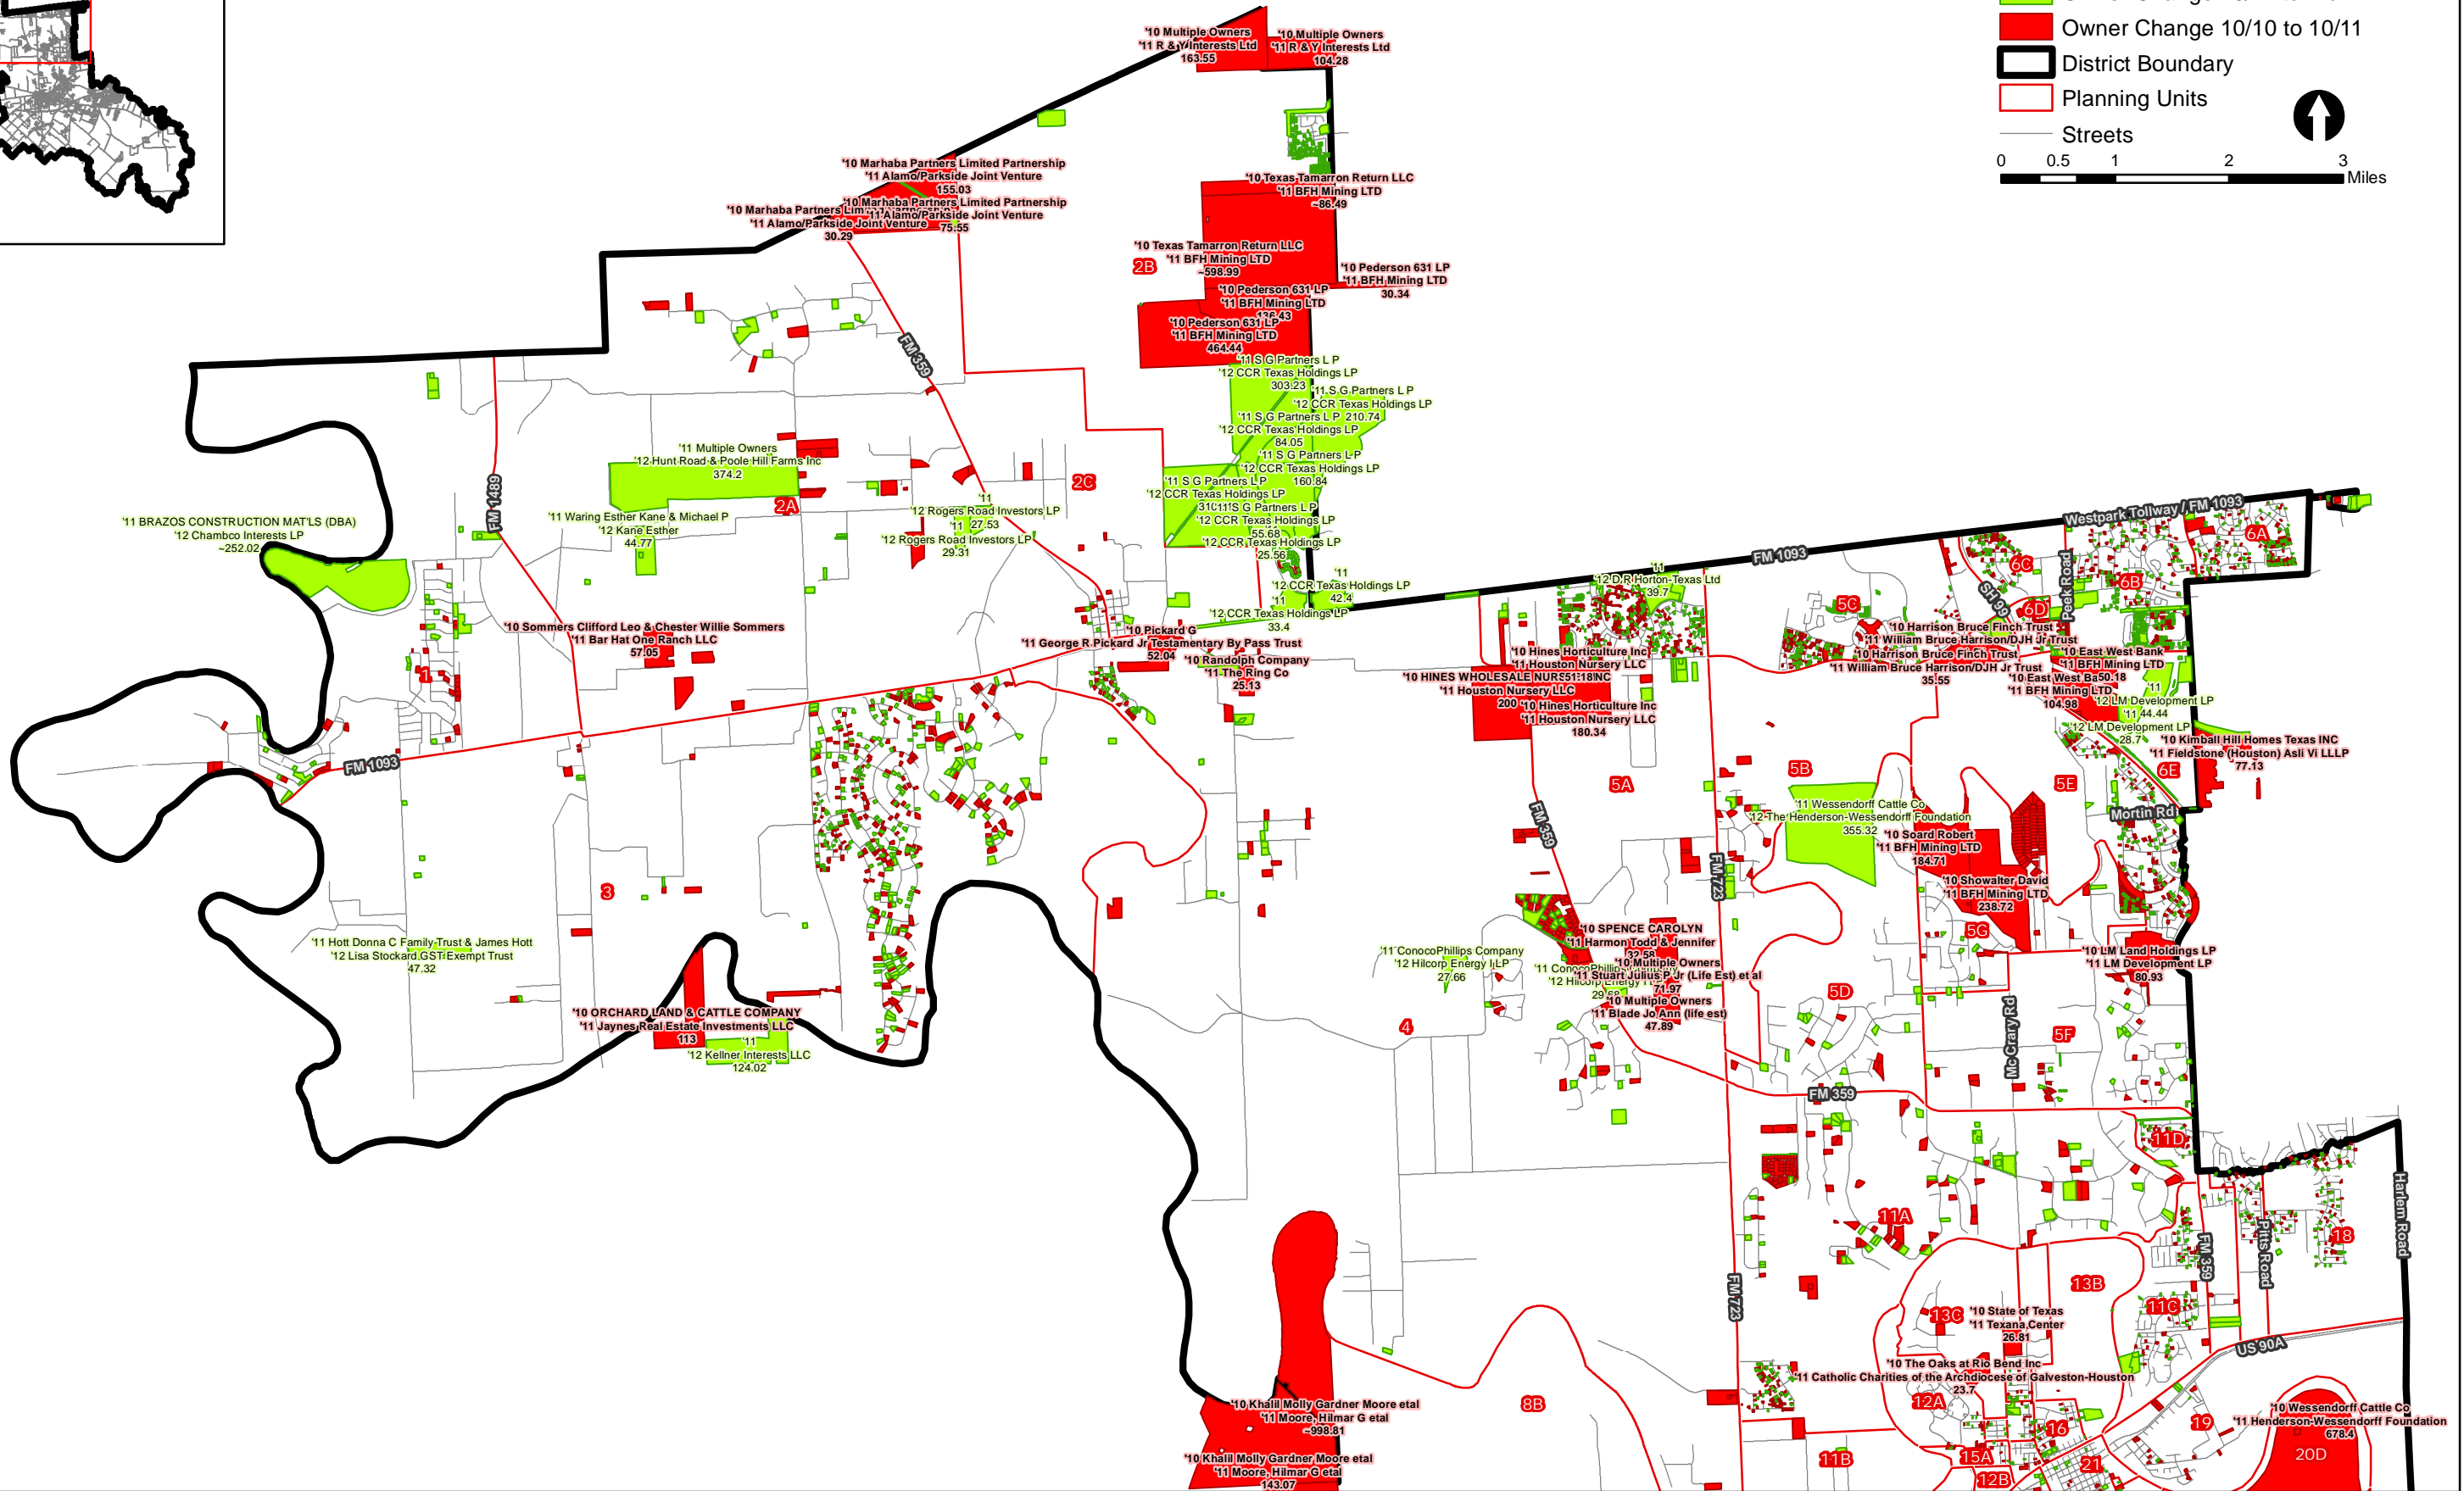 Owner Change 10/10 to 10/11
District Boundary
Planning Units
Streets
0 0.5 1 2 3
Miles
'10 Multiple Owners
'11 R & Y Interests Ltd
163.55
'10 Multiple Owners
'11 R & Y Interests Ltd
104.28
'10 Marhaba Partners Limited Partnership
'11 Alamo/Parkside Joint Venture
155.03
'10 Marhaba Partners Limited Partnership
'11 Alamo/Parkside Joint Venture
75.55
'10 Marhaba Partners
'11 Alamo/Parkside Joint Venture
30.29
'10 Texas Tamarron Return LLC
'11 BFH Mining LTD
~86.49
'10 Texas Tamarron Return LLC
'11 BFH Mining LTD
~598.99
2B
'10 Pederson 631 LP
'11 BFH Mining LTD
30.34
'10 Pederson 631 LP
'11 BFH Mining LTD
136.43
'10 Pederson 631 LP
'11 BFH Mining LTD
464.44
FM 359
'11 S G Partners L P
'12 CCR Texas Holdings LP
303.23
'11 S G Partners L P
'12 CCR Texas Holdings LP
210.74
'11 S G Partners L P
'12 CCR Texas Holdings LP
84.05
'11 S G Partners L P
'12 CCR Texas Holdings LP
160.84
'11 S G Partners L P
'12 CCR Texas Holdings LP
'11 S G Partners L P
'12 CCR Texas Holdings LP
55.68
'12 CCR Texas Holdings LP
25.56
'11
'12 CCR Texas Holdings LP
42.4
'11
'12 CCR Texas Holdings LP
33.4
'11 Multiple Owners
'12 Hunt Road & Poole Hill Farms Inc
374.2
2A
2C
FM 1489
'11 Waring Esther Kane & Michael P
'12 Kane Esther
44.77
'11
'12 Rogers Road Investors LP
27.53
'11
'12 Rogers Road Investors LP
29.31
'11 BRAZOS CONSTRUCTION MAT'LS (DBA)
'12 Chambco Interests LP
~252.02
'10 Sommers Clifford Leo & Chester Willie Sommers
'11 Bar Hat One Ranch LLC
57.05
1
FM 1093
'10 Pickard G
'11 George R Pickard Jr Testamentary By Pass Trust
52.04
'10 Randolph Company
'11 The Ring Co
25.13
Westpark Tollway / FM 1093
FM 1093
6A
6B
6C
6D
Peek Road
SH 99
5C
'11
'12 D R Horton-Texas Ltd
39.7
'10 Hines Horticulture Inc
'11 Houston Nursery LLC
51.18
'10 HINES WHOLESALE
'11 Houston Nursery LLC
200
'10 Hines Horticulture Inc
'11 Houston Nursery LLC
180.34
'10 Harrison Bruce Finch Trust
'11 William Bruce Harrison/DJH Jr Trust
'10 Harrison Bruce Finch Trust
'11 William Bruce Harrison/DJH Jr Trust
35.55
'10 East West Bank
'11 BFH Mining LTD
50.18
'10 East West
'11 BFH Mining LTD
104.98
'11
'12 LM Development LP
44.44
'11
'12 LM Development LP
28.7
'10 Kimball Hill Homes Texas INC
'11 Fieldstone (Houston) Asli Vi LLLP
77.13
6E
5E
5B
5A
Mortin Rd
FM 359
FM 723
'11 Wessendorff Cattle Co
'12 The Henderson-Wessendorff Foundation
355.32
'10 Soard Robert
'11 BFH Mining LTD
184.71
'10 Showalter David
'11 BFH Mining LTD
238.72
5G
3
'11 Hott Donna C Family Trust & James Hott
'12 Lisa Stockard GST Exempt Trust
47.32
'10 ORCHARD LAND & CATTLE COMPANY
'11 Jaynes Real Estate Investments LLC
113
'11
'12 Kellner Interests LLC
124.02
'11 ConocoPhillips Company
'12 Hilcorp Energy I LP
27.66
'11 ConocoPhillips
'12 Hilcorp Energy
'10 SPENCE CAROLYN
'11 Harmon Todd & Jennifer
32.58
'10 Multiple Owners
'11 Stuart Julius P Jr (Life Est) et al
71.97
'10 Multiple Owners
'11 Blade Jo Ann (life est)
47.89
'10 LM Land Holdings LP
'11 LM Development LP
80.93
4
5D
5F
Mc Crary Rd
FM 359
11D
11A
18
Harlem Road
Pitts Road
FM 359
FM 723
13B
13C
11C
'10 State of Texas
'11 Texana Center
26.81
US 90A
'10 The Oaks at Rio Bend Inc
'11 Catholic Charities of the Archdiocese of Galveston-Houston
23.7
12A
8B
'10 Khalil Molly Gardner Moore etal
'11 Moore, Hilmar G etal
~998.81
'10 Khalil Molly Gardner Moore etal
'11 Moore, Hilmar G etal
143.07
16
19
'10 Wessendorff Cattle Co
'11 Henderson-Wessendorff Foundation
678.4
20D
11B
15A
12B
21